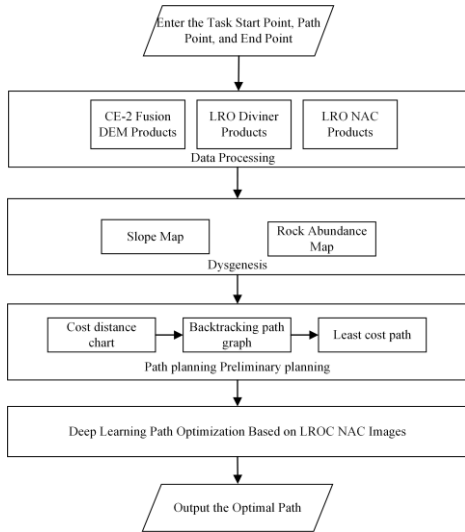 Enter the Task Start Point, Path
Point, and End Point
CE-2 Fusion
DEM Products
LRO Diviner
Products
LRO NAC
Products
Data Processing
Slope Map
Rock Abundance
Map
Dysgenesis
Cost distance
chart
Backtracking path
graph
Least cost path
Path planning Preliminary planning
Deep Learning Path Optimization Based on LROC NAC Images
Output the Optimal Path